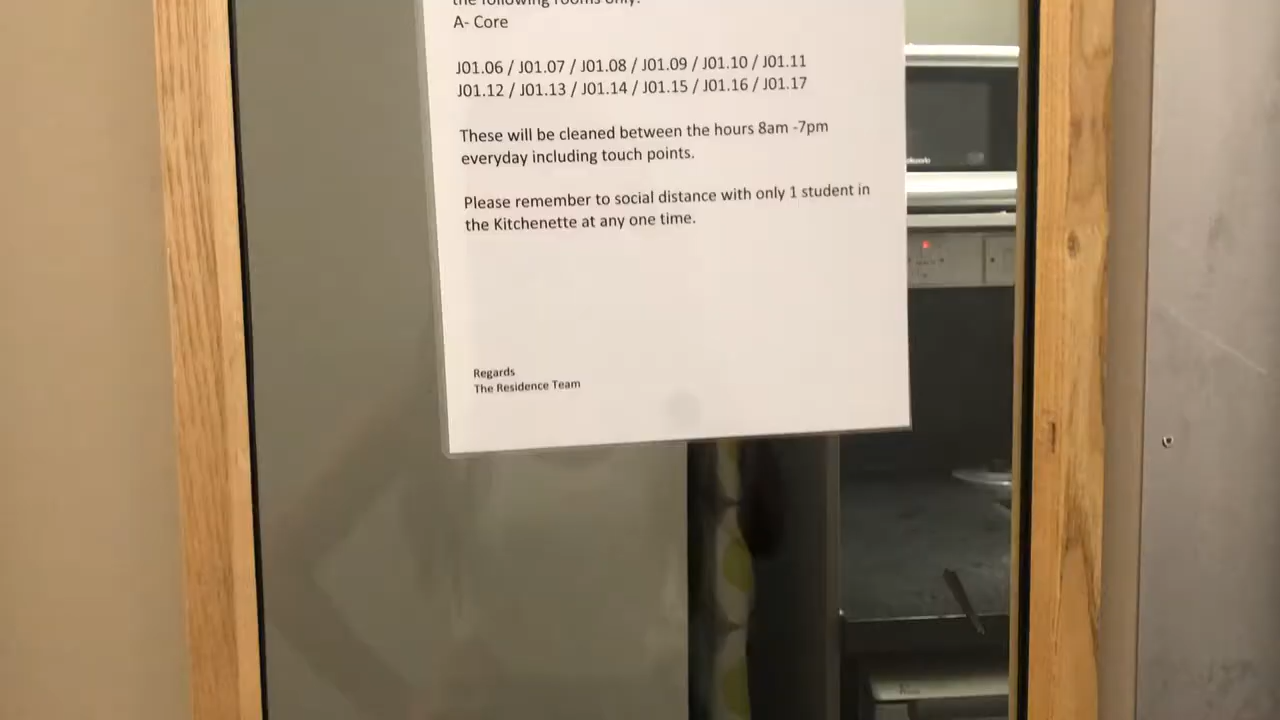 the following rooms only:
A- Core
J01.06 / J01.07 / J01.08 / J01.09 / J01.10 / J01.11
J01.12 / J01.13 / J01.14 / J01.15 / J01.16 / J01.17
These will be cleaned between the hours 8am -7pm
everyday including touch points.
Please remember to social distance with only 1 student in
the Kitchenette at any one time.
Regards
The Residence Team